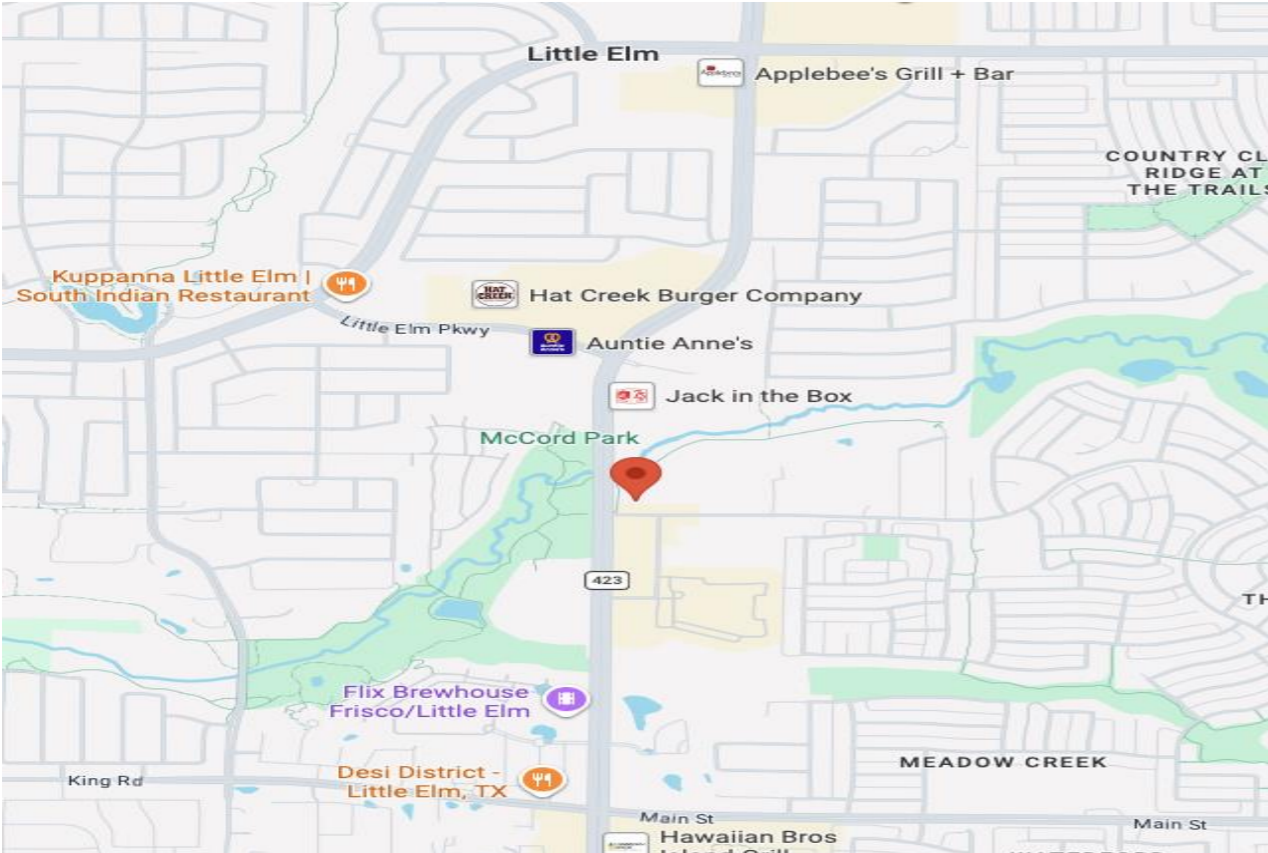 Little Elm
Applebee's Grill + Bar
COUNTRY CL
RIDGE AT
THE TRAILS
Kuppanna Little Elm |
South Indian Restaurant
HAT
CREEK
Hat Creek Burger Company
Little Elm Pkwy
Auntie Anne's
Jack in the Box
McCord Park
423
TH
Flix Brewhouse
Frisco/Little Elm
MEADOW CREEK
King Rd
Desi District -
Little Elm, TX
Main St
Main St
Hawaiian Bros